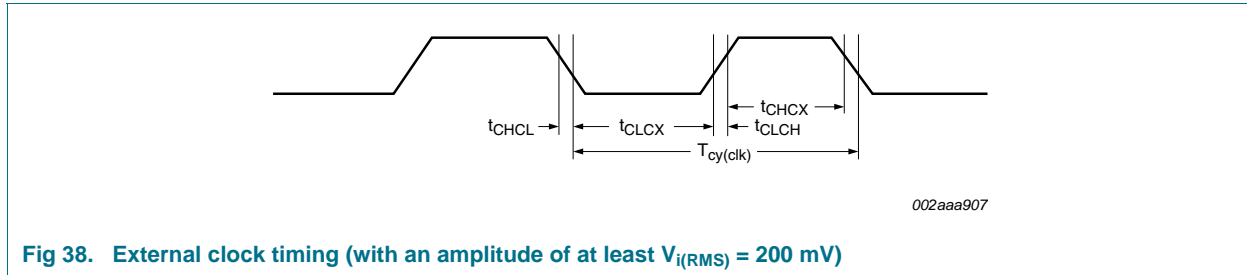 tCHCX
tCHCL tCLCX tCLCH
Tcy(clk)
002aaa907
Fig 38. External clock timing (with an amplitude of at least Vi(RMS) = 200 mV)